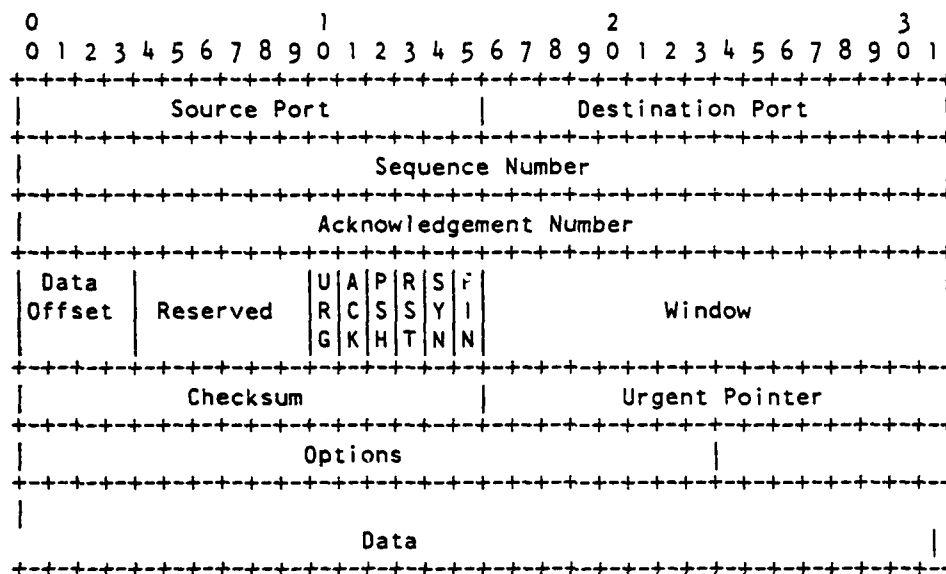 0                   1                   2                   3
0 1 2 3 4 5 6 7 8 9 0 1 2 3 4 5 6 7 8 9 0 1 2 3 4 5 6 7 8 9 0 1
+-+-+-+-+-+-+-+-+-+-+-+-+-+-+-+-+-+-+-+-+-+-+-+-+-+-+-+-+-+-+-+-+
| Source Port | Destination Port
+-+-+-+-+-+-+-+-+-+-+-+-+-+-+-+-+-+-+-+-+-+-+-+-+-+-+-+-+-+-+-+-+
| Sequence Number
+-+-+-+-+-+-+-+-+-+-+-+-+-+-+-+-+-+-+-+-+-+-+-+-+-+-+-+-+-+-+-+-+
| Acknowledgement Number
+-+-+-+-+-+-+-+-+-+-+-+-+-+-+-+-+-+-+-+-+-+-+-+-+-+-+-+-+-+-+-+-+
| Data | |U|A|P|R|S|F|
|Offset | Reserved |R|C|S|S|Y|I| Window
| | |G|K|H|T|N|N|
+-+-+-+-+-+-+-+-+-+-+-+-+-+-+-+-+-+-+-+-+-+-+-+-+-+-+-+-+-+-+-+-+
| Checksum | Urgent Pointer
+-+-+-+-+-+-+-+-+-+-+-+-+-+-+-+-+-+-+-+-+-+-+-+-+-+-+-+-+-+-+-+-+
| Options |
+-+-+-+-+-+-+-+-+-+-+-+-+-+-+-+-+-+-+-+-+-+-+-+-+-+-+-+-+-+-+-+-+
|
Data |
+-+-+-+-+-+-+-+-+-+-+-+-+-+-+-+-+-+-+-+-+-+-+-+-+-+-+-+-+-+-+-+-+